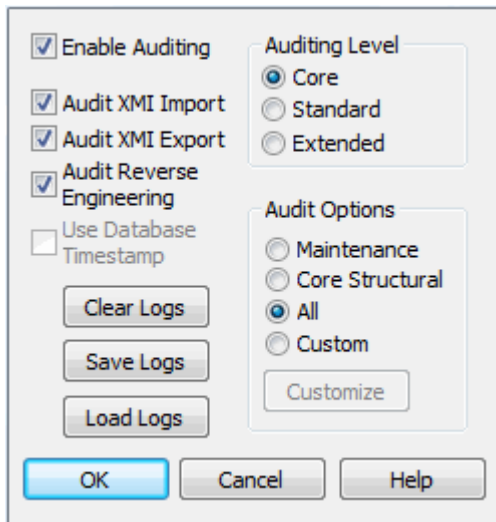 Enable Auditing
Audit XMI Import
Audit XMI Export
Audit Reverse
Engineering
Use Database
Timestamp
Clear Logs
Save Logs
Load Logs
Auditing Level
Core
Standard
Extended
Audit Options
Maintenance
Core Structural
All
Custom
Customize
OK
Cancel
Help